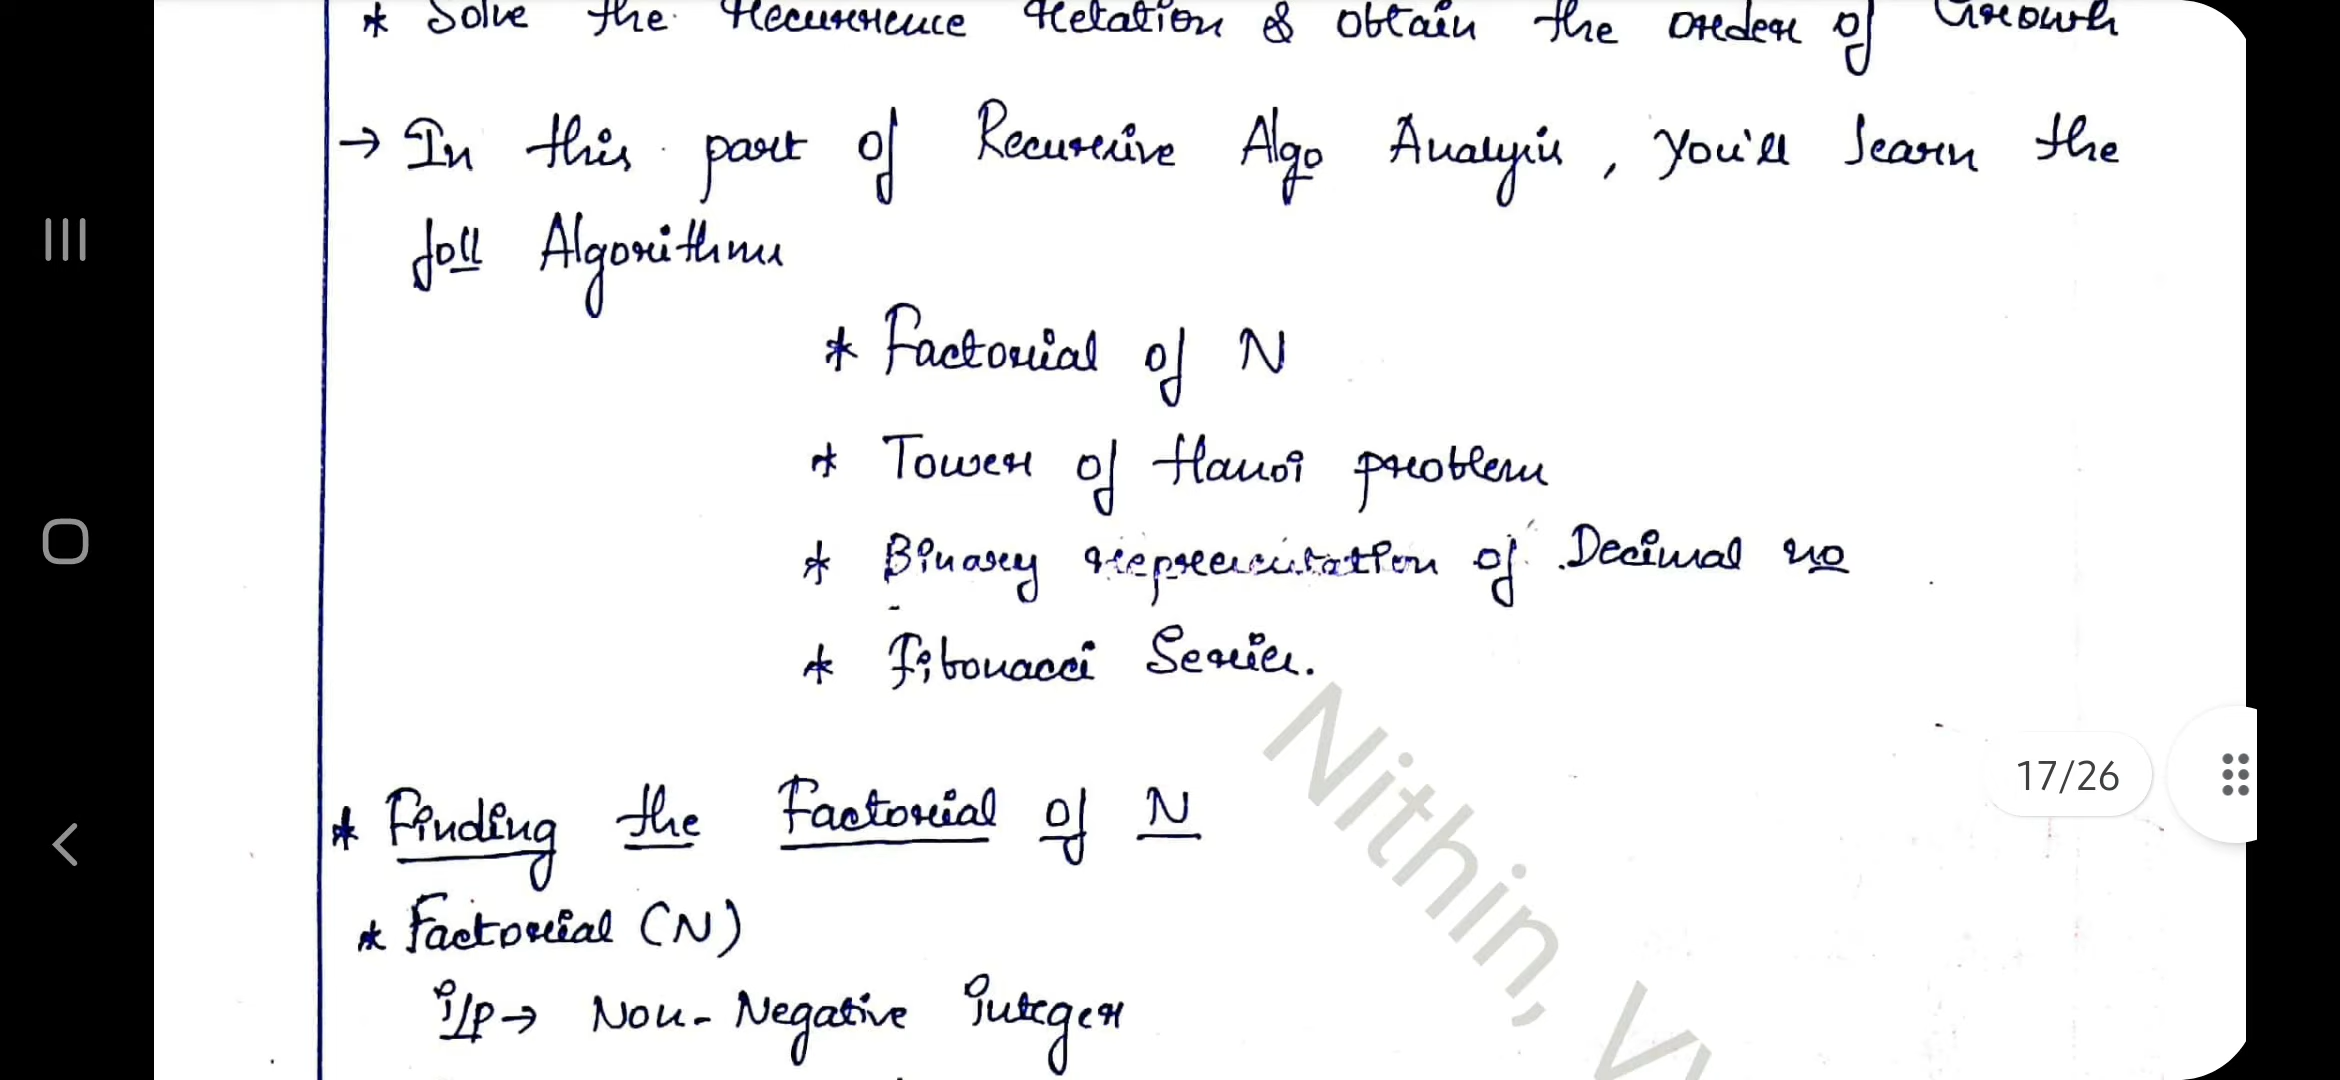 * Solve the Recurrence Relation & Obtain the order of Growth
→ In this part of Recursive Algo Analysis, You'll learn the
foll Algorithms
* Factorial of N
* Tower of Hanoi problem
* Binary representation of Decimal no
* Fibonacci Series.
* Finding the Factorial of N
* Factorial (N)
i/p → Non-Negative integer
Nithin,
17/26